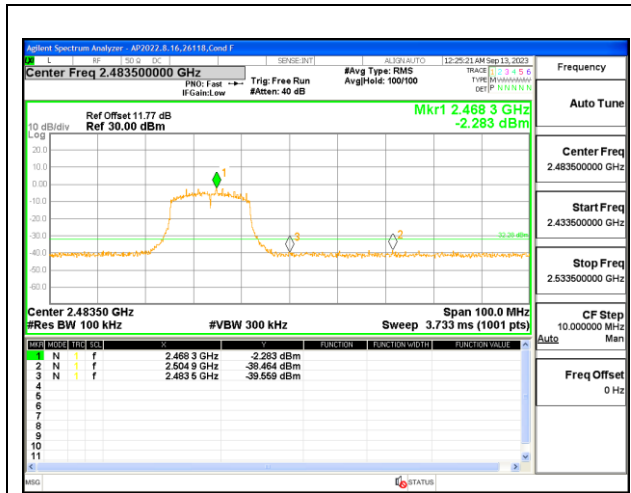 Agilent Spectrum Analyzer - AP2022.8.16,26118,Cond F
L RF 50 Ω DC SENSE:INT ALIGN AUTO 12:25:21 AM Sep 13, 2023
Center Freq 2.483500000 GHz
PNO: Fast
IFGain:Low
Trig: Free Run
#Atten: 40 dB
#Avg Type: RMS
Avg|Hold: 100/100
TRACE 1 2 3 4 5 6
TYPE M
DET P N N N N N
Ref Offset 11.77 dB
Ref 30.00 dBm
Mkr1 2.468 3 GHz
-2.283 dBm
10 dB/div
Log
20.0
10.0
0.00
-10.0
-20.0
-30.0
-40.0
-50.0
-60.0
1
2
3
Center 2.48350 GHz
Span 100.0 MHz
#Res BW 100 kHz
#VBW 300 kHz
Sweep 3.733 ms (1001 pts)
MKR MODE TRC SCL X Y FUNCTION FUNCTION WIDTH FUNCTION VALUE
1 N 1 f 2.468 3 GHz -2.283 dBm
2 N 1 f 2.504 9 GHz -38.464 dBm
3 N 1 f 2.483 5 GHz -39.559 dBm
4
5
6
7
8
9
10
11
MSG
STATUS
Frequency
Auto Tune
Center Freq
2.483500000 GHz
Start Freq
2.433500000 GHz
Stop Freq
2.533500000 GHz
CF Step
10.000000 MHz
Auto Man
Freq Offset
0 Hz